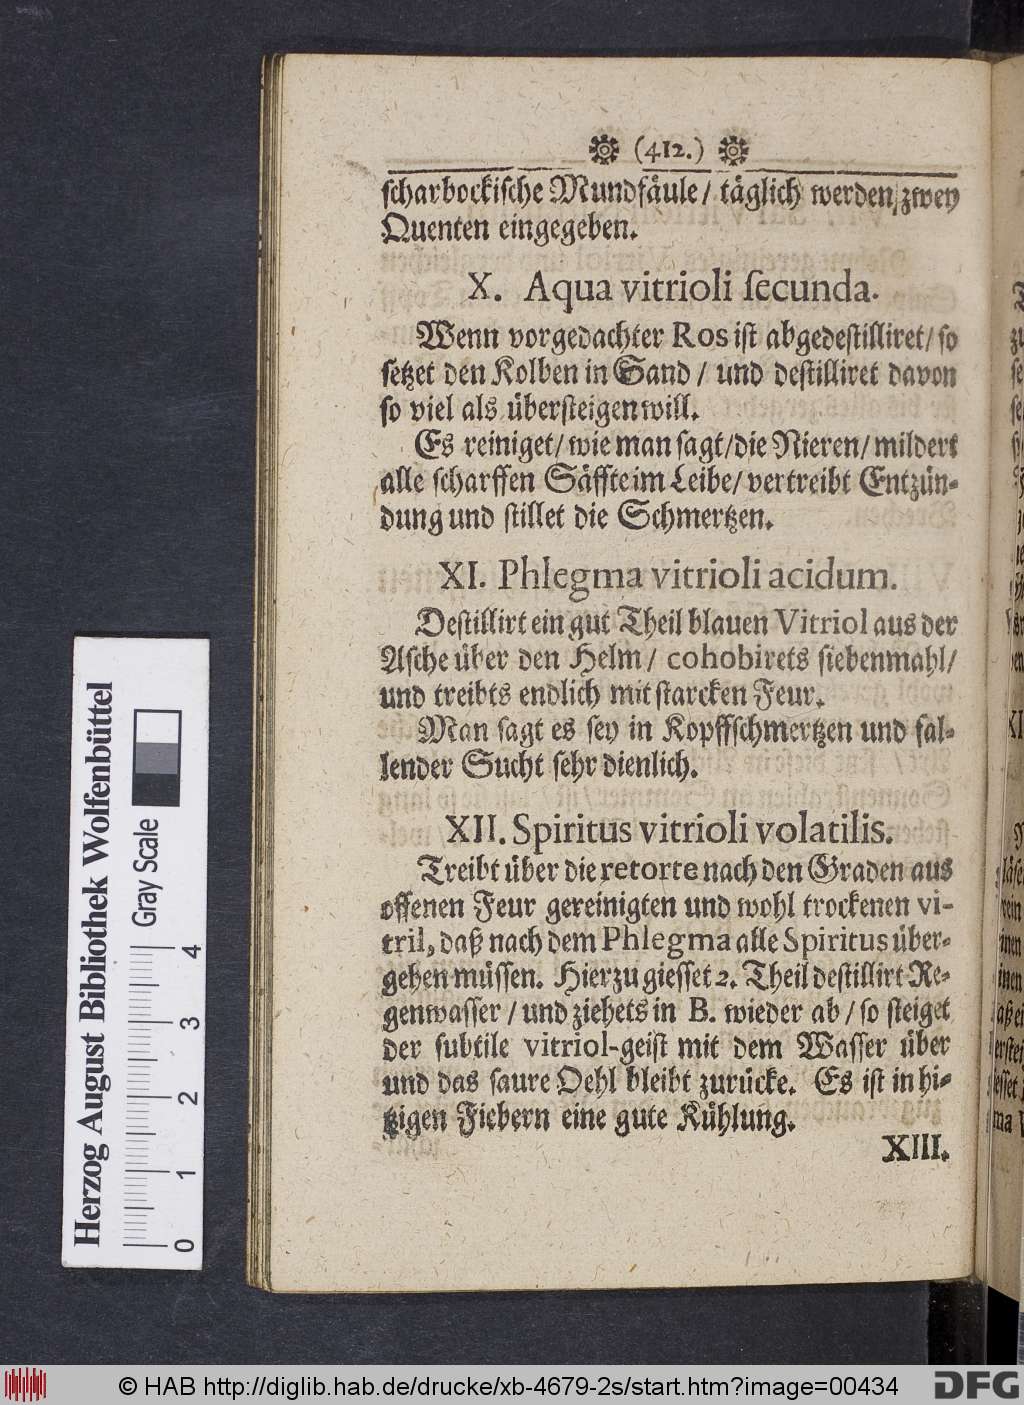 (412.)
ſcharbockiſche Mundfäule / täglich werden zwey
Quenten eingegeben.
X. Aqua vitrioli ſecunda.
Wenn vorgedachter Ros iſt abgedeſtilliret / ſo
ſetzet den Kolben in Sand / und deſtilliret davon
ſo viel als überſteigen will.
Es reiniget / wie man ſagt / die Nieren / mildert
alle ſcharffen Säffte im Leibe / vertreibt Entzün-
dung und ſtillet die Schmertzen.
XI. Phlegma vitrioli acidum.
Deſtillirt ein gut Theil blauen Vitriol aus der
Aſche über den Helm / cohobirets ſiebenmahl /
und treibts endlich mit ſtarcken Feur.
Man ſagt es ſey in Kopffſchmertzen und fal-
lender Sucht ſehr dienlich.
XII. Spiritus vitrioli volatilis.
Treibt über die retorte nach den Graden aus
offenen Feur gereinigten und wohl trockenen vi-
tril, daß nach dem Phlegma alle Spiritus über-
gehen müſſen. Hierzu gieſſet 2. Theil deſtillirt Re-
genwaſſer / und ziehets in B. wieder ab / ſo ſteiget
der ſubtile vitriol-geiſt mit dem Waſſer über
und das ſaure Oehl bleibt zurücke. Es iſt in hi-
tzigen Fiebern eine gute Kühlung.
XIII.
Herzog August Bibliothek Wolfenbüttel
Gray Scale
0 1 2 3 4
© HAB http://diglib.hab.de/drucke/xb-4679-2s/start.htm?image=00434
DFG